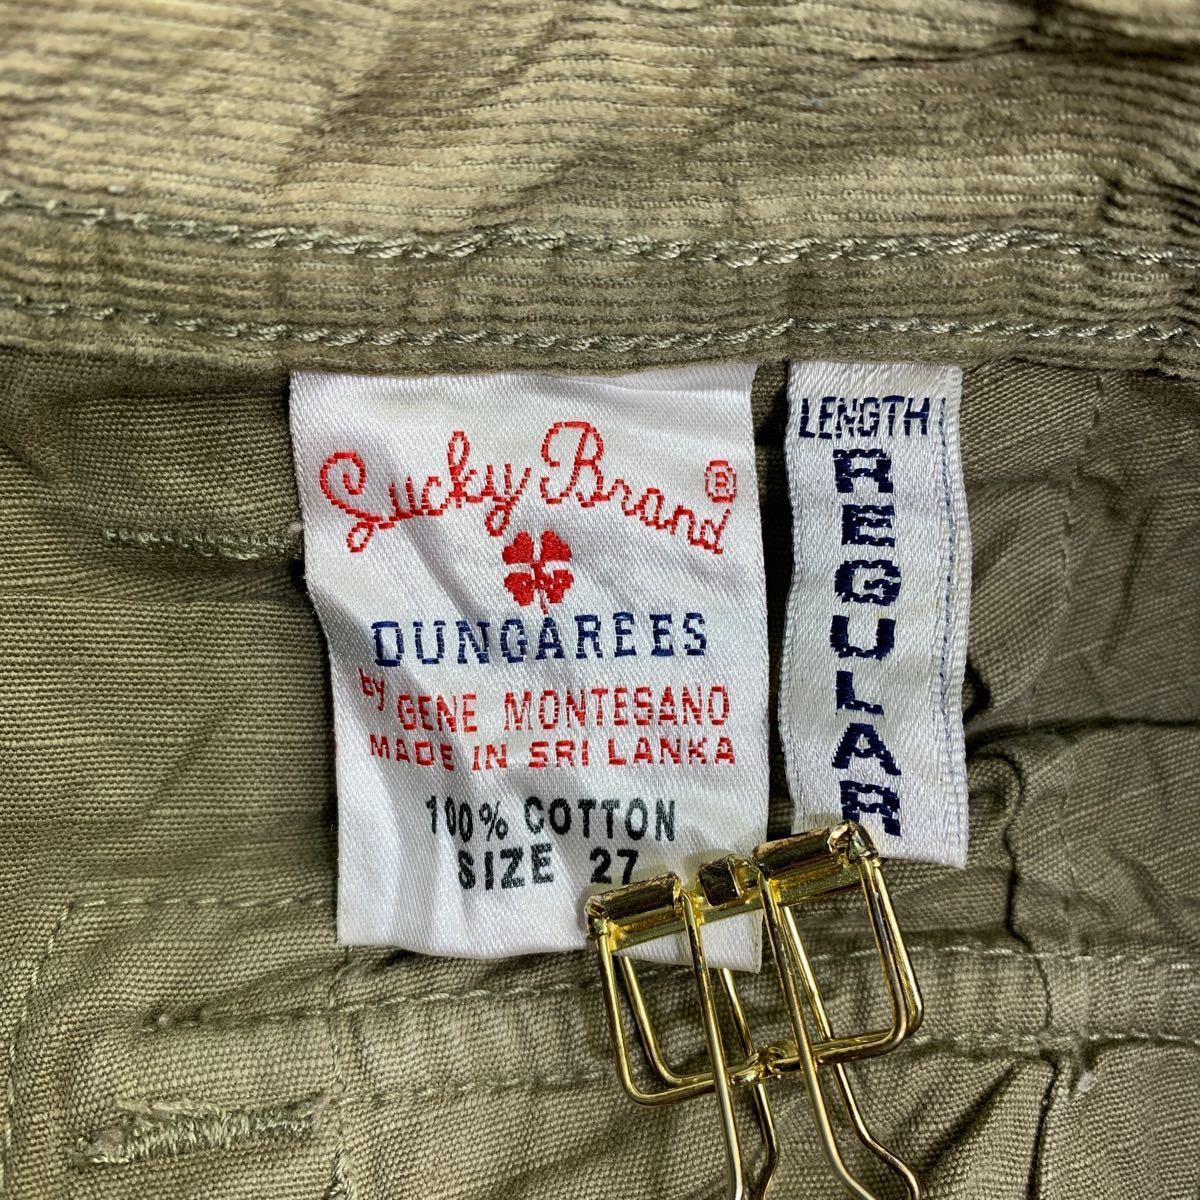 Lucky Brand ®
DUNGAREES
by GENE MONTESANO
MADE IN SRI LANKA
100% COTTON
SIZE 27
LENGTH
REGULAR